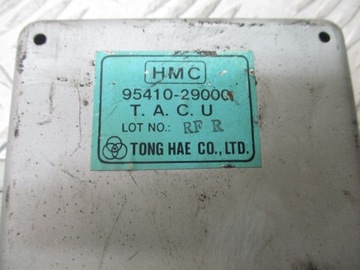 HMC
95410-29000
T. A. C. U
LOT NO.: RF R
TONG HAE CO., LTD.